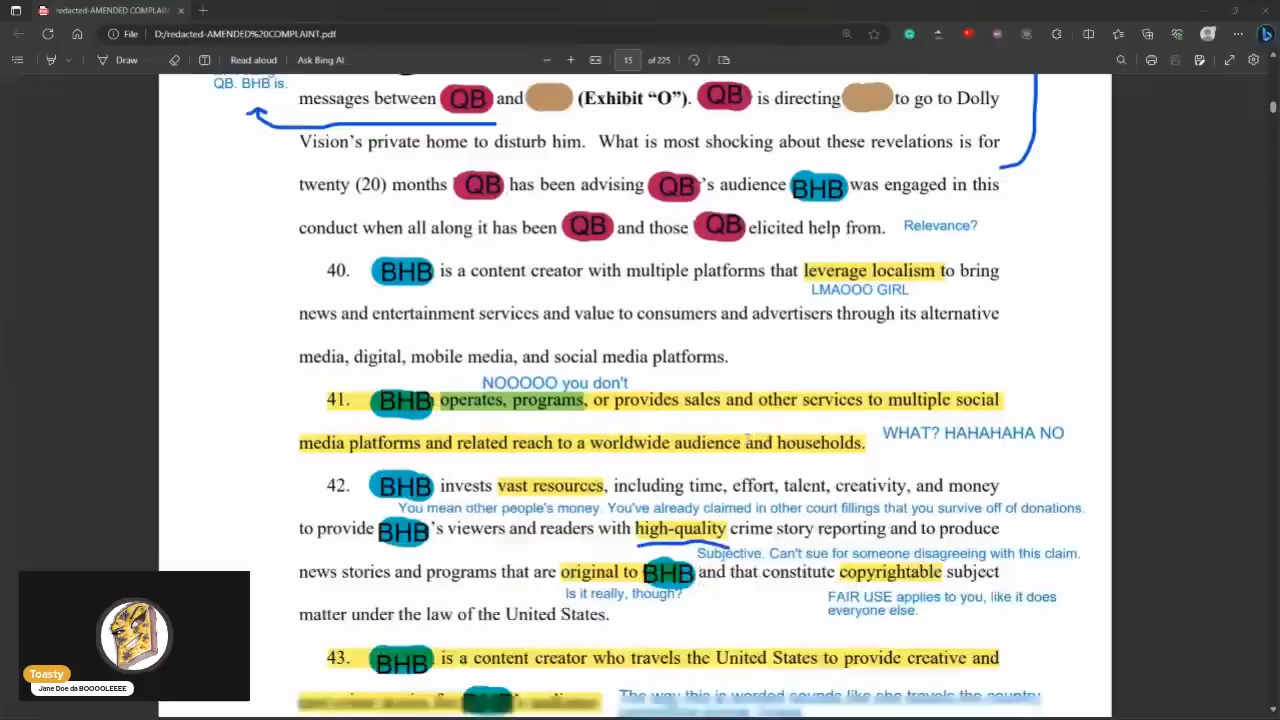 redacted-AMENDED COMPLAIN
File D:/redacted-AMENDED%20COMPLAINT.pdf
Draw Read aloud Ask Bing AI 15 of 225
QB. BHB is.
messages between QB and (Exhibit “O”). QB is directing to go to Dolly
Vision’s private home to disturb him. What is most shocking about these revelations is for
twenty (20) months QB has been advising QB 's audience BHB was engaged in this
conduct when all along it has been QB and those QB elicited help from. Relevance?
40. BHB is a content creator with multiple platforms that leverage localism to bring
LMAOOO GIRL
news and entertainment services and value to consumers and advertisers through its alternative
media, digital, mobile media, and social media platforms.
NOOOOO you don't
41. BHB operates, programs, or provides sales and other services to multiple social
media platforms and related reach to a worldwide audience and households. WHAT? HAHAHAHA NO
42. BHB invests vast resources, including time, effort, talent, creativity, and money
You mean other people's money. You've already claimed in other court fillings that you survive off of donations.
to provide BHB 's viewers and readers with high-quality crime story reporting and to produce
Subjective. Can't sue for someone disagreeing with this claim.
news stories and programs that are original to BHB and that constitute copyrightable subject
Is it really, though?
FAIR USE applies to you, like it does
everyone else.
matter under the law of the United States.
43. BHB is a content creator who travels the United States to provide creative and
The way this is worded sounds like she travels the country
Toasty
Jane Doe da BOOOOLEEEE